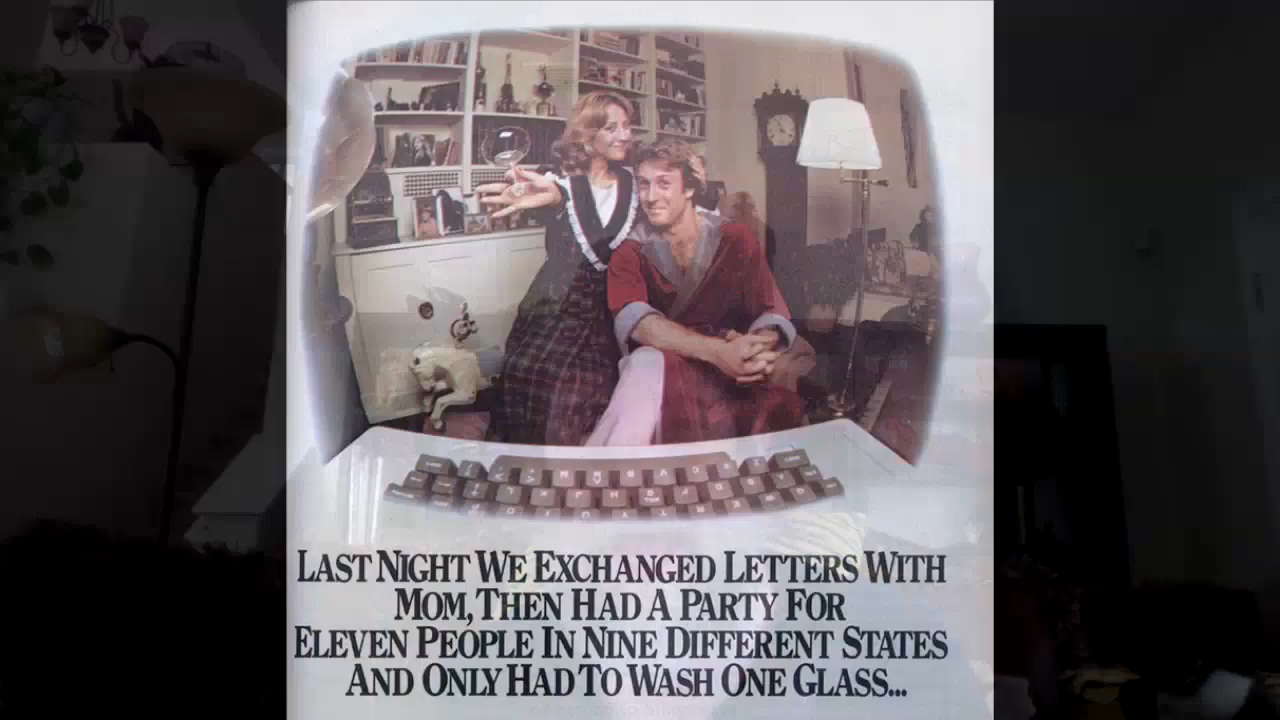 LAST NIGHT WE EXCHANGED LETTERS WITH
MOM, THEN HAD A PARTY FOR
ELEVEN PEOPLE IN NINE DIFFERENT STATES
AND ONLY HAD TO WASH ONE GLASS...